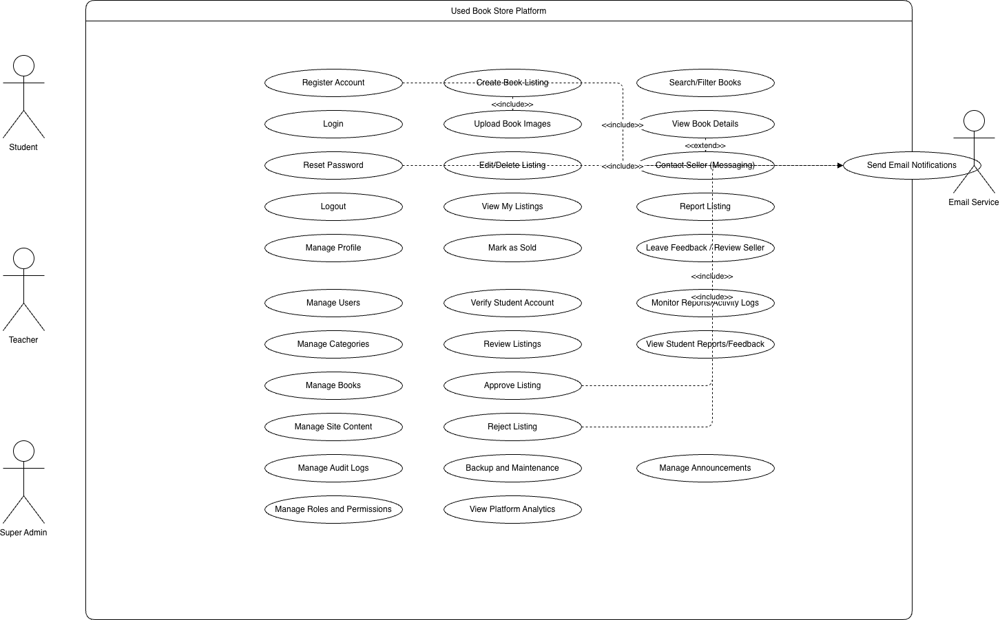 Used Book Store Platform
Register Account
Create Book Listing
Search/Filter Books
<<include>>
Login
Upload Book Images
<<include>>
View Book Details
Student
<<extend>>
Reset Password
Edit/Delete Listing
<<include>>
Contact Seller (Messaging)
Send Email Notifications
Email Service
Logout
View My Listings
Report Listing
Manage Profile
Mark as Sold
Leave Feedback / Review Seller
<<include>>
<<include>>
Manage Users
Verify Student Account
Monitor Reports/Activity Logs
Teacher
Manage Categories
Review Listings
View Student Reports/Feedback
Manage Books
Approve Listing
Manage Site Content
Reject Listing
Manage Audit Logs
Backup and Maintenance
Manage Announcements
Manage Roles and Permissions
View Platform Analytics
Super Admin